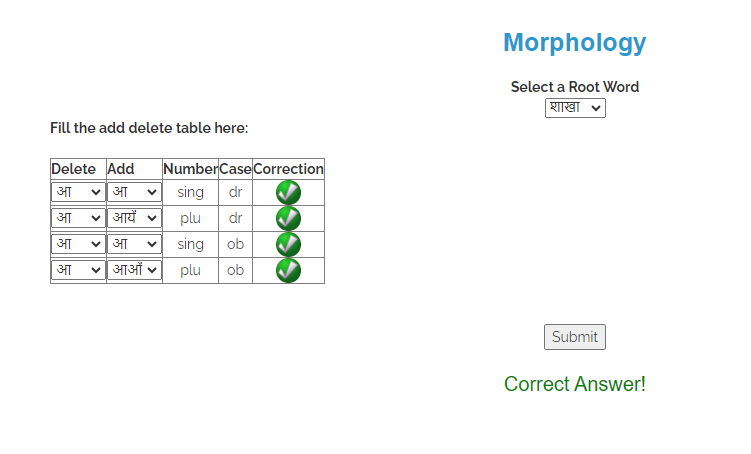 Morphology
Select a Root Word
शाखा
Fill the add delete table here:
Delete Add Number Case Correction
आ आ sing dr
आ आयँ plu dr
आ आ sing ob
आ आओं plu ob
Submit
Correct Answer!